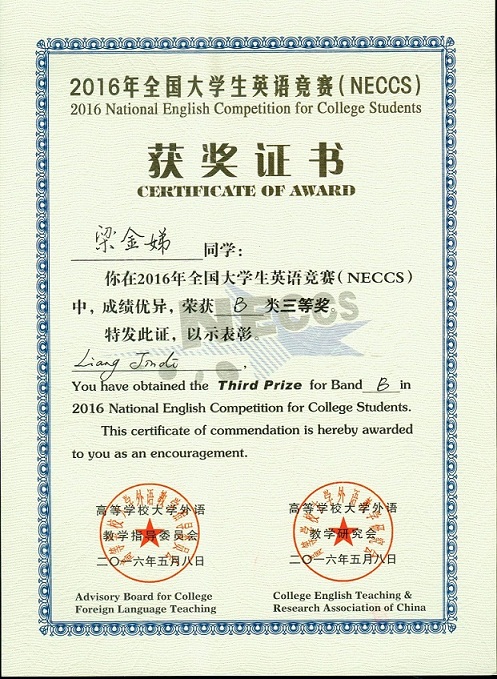 2016年全国大学生英语竞赛(NECCS)
2016 National English Competition for College Students
获奖证书
CERTIFICATE OF AWARD
梁金娣 同学:
你在2016年全国大学生英语竞赛(NECCS)
中,成绩优异,荣获 B 类三等奖。
特发此证,以示表彰。
NECCS
Liang Jindi ,
You have obtained the Third Prize for Band B in
2016 National English Competition for College Students.
This certificate of commendation is hereby awarded
to you as an encouragement.
高等学校大学外语
教学指导委员会
二〇一六年五月八日
Advisory Board for College
Foreign Language Teaching
高等学校大学外语
教学研究会
二〇一六年五月八日
College English Teaching &
Research Association of China